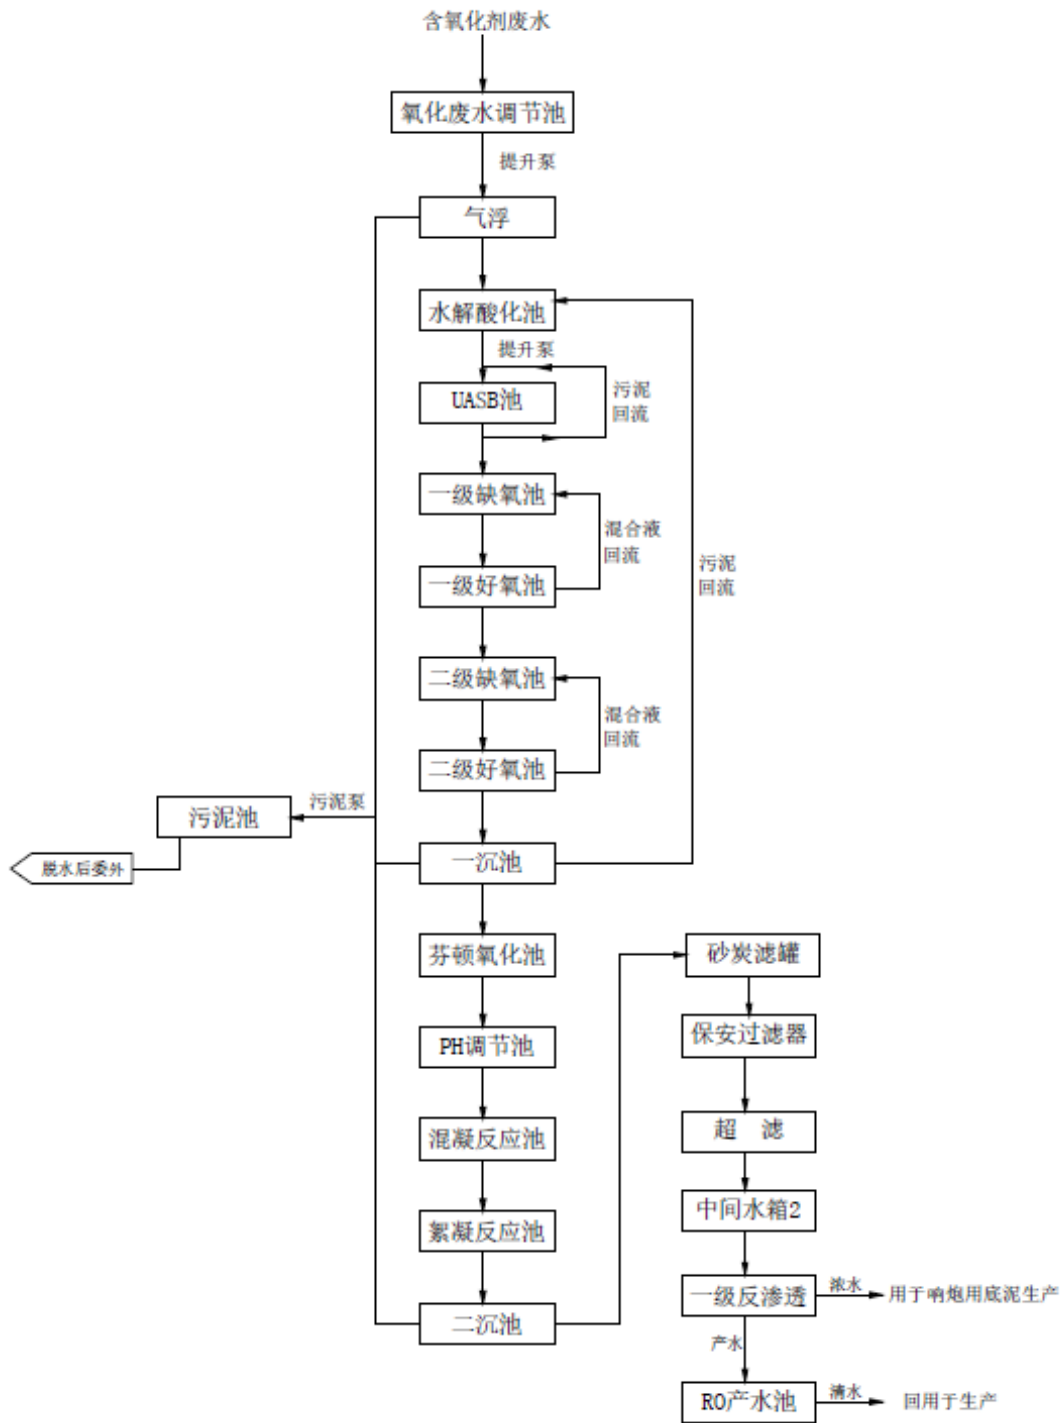 含氧化剂废水
氧化废水调节池
提升泵
气浮
水解酸化池
提升泵
UASB池
污泥
回流
一级缺氧池
混合液
回流
一级好氧池
污泥
回流
二级缺氧池
混合液
回流
二级好氧池
污泥泵
污泥池
脱水后委外
一沉池
芬顿氧化池
PH调节池
混凝反应池
絮凝反应池
二沉池
砂炭滤罐
保安过滤器
超 滤
中间水箱2
一级反渗透
浓水
用于响炮用底泥生产
产水
RO产水池
清水
回用于生产